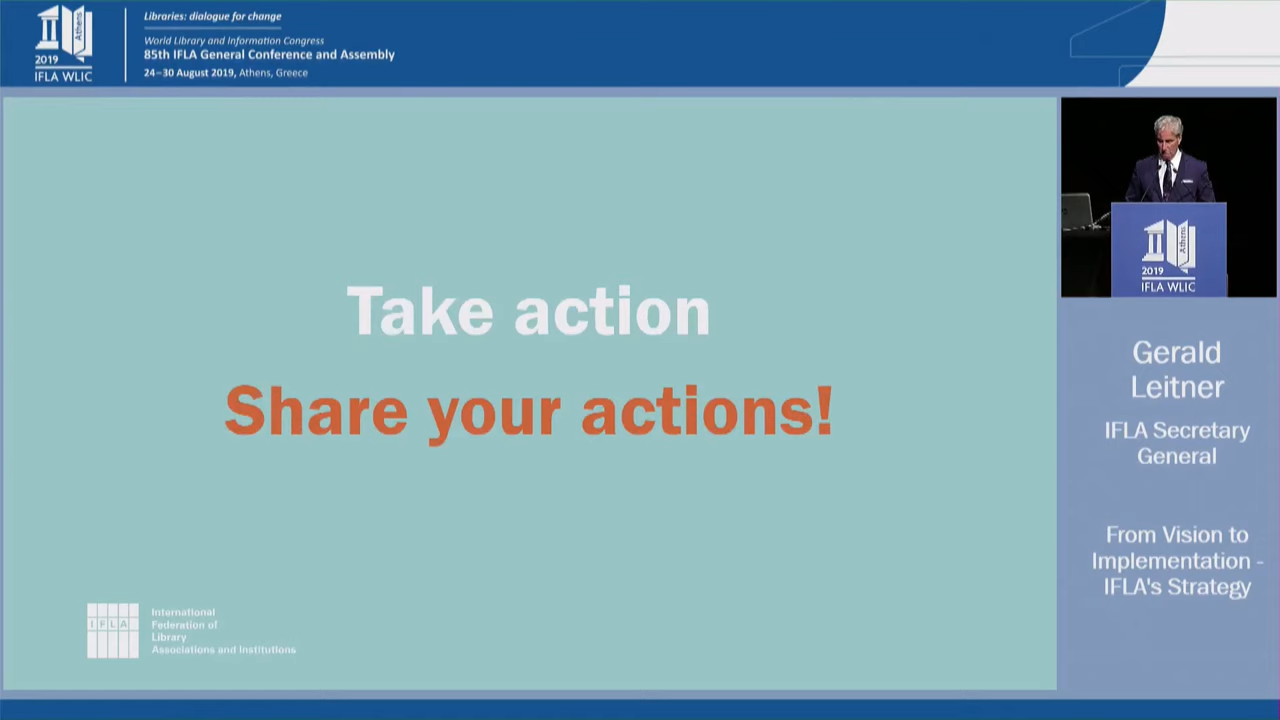 Libraries: dialogue for change
World Library and Information Congress
85th IFLA General Conference and Assembly
24–30 August 2019, Athens, Greece
Athens
2019
IFLA WLIC
Take action
Share your actions!
IFLA
International
Federation of
Library
Associations and Institutions
Athens
2019
IFLA WLIC
Gerald
Leitner
IFLA Secretary
General
From Vision to
Implementation -
IFLA's Strategy